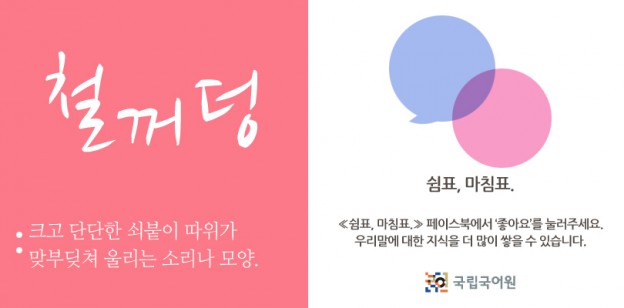 철꺼덩
크고 단단한 쇠붙이 따위가
맞부딪쳐 울리는 소리나 모양.
쉼표, 마침표.
≪쉼표, 마침표.≫ 페이스북에서 '좋아요'를 눌러주세요.
우리말에 대한 지식을 더 많이 쌓을 수 있습니다.
국립국어원